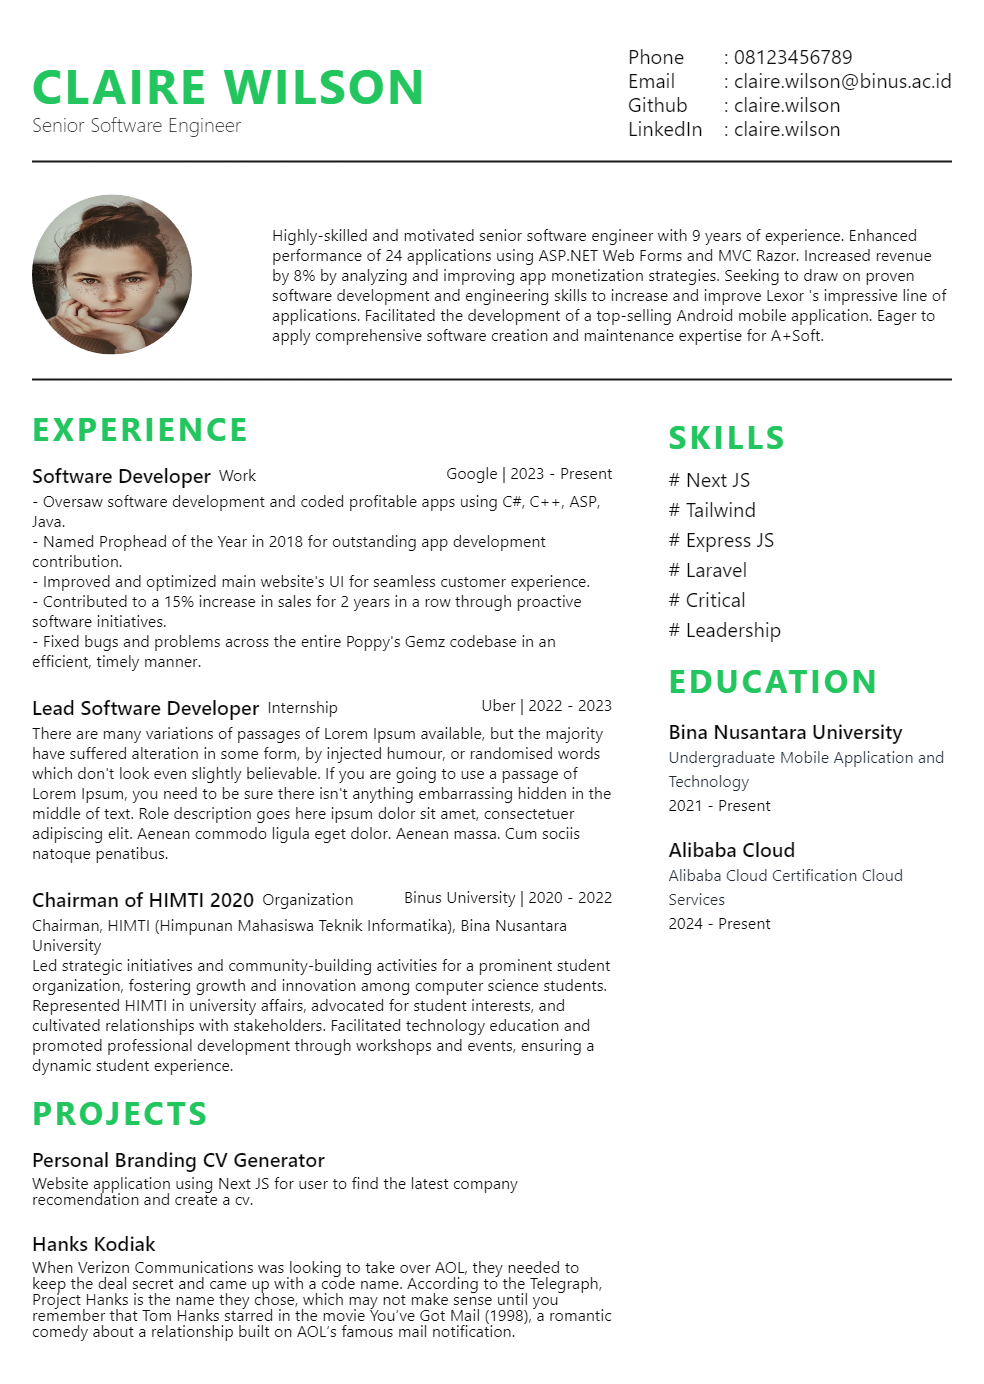 CLAIRE WILSON
Senior Software Engineer
Phone : 08123456789
Email : claire.wilson@binus.ac.id
Github : claire.wilson
LinkedIn : claire.wilson
Highly-skilled and motivated senior software engineer with 9 years of experience. Enhanced
performance of 24 applications using ASP.NET Web Forms and MVC Razor. Increased revenue
by 8% by analyzing and improving app monetization strategies. Seeking to draw on proven
software development and engineering skills to increase and improve Lexor 's impressive line of
applications. Facilitated the development of a top-selling Android mobile application. Eager to
apply comprehensive software creation and maintenance expertise for A+Soft.
EXPERIENCE
Software Developer Work Google | 2023 - Present
- Oversaw software development and coded profitable apps using C#, C++, ASP,
Java.
- Named Prophead of the Year in 2018 for outstanding app development
contribution.
- Improved and optimized main website's UI for seamless customer experience.
- Contributed to a 15% increase in sales for 2 years in a row through proactive
software initiatives.
- Fixed bugs and problems across the entire Poppy's Gemz codebase in an
efficient, timely manner.
Lead Software Developer Internship Uber | 2022 - 2023
There are many variations of passages of Lorem Ipsum available, but the majority
have suffered alteration in some form, by injected humour, or randomised words
which don't look even slightly believable. If you are going to use a passage of
Lorem Ipsum, you need to be sure there isn't anything embarrassing hidden in the
middle of text. Role description goes here ipsum dolor sit amet, consectetuer
adipiscing elit. Aenean commodo ligula eget dolor. Aenean massa. Cum sociis
natoque penatibus.
Chairman of HIMTI 2020 Organization Binus University | 2020 - 2022
Chairman, HIMTI (Himpunan Mahasiswa Teknik Informatika), Bina Nusantara
University
Led strategic initiatives and community-building activities for a prominent student
organization, fostering growth and innovation among computer science students.
Represented HIMTI in university affairs, advocated for student interests, and
cultivated relationships with stakeholders. Facilitated technology education and
promoted professional development through workshops and events, ensuring a
dynamic student experience.
PROJECTS
Personal Branding CV Generator
Website application using Next JS for user to find the latest company
recomendation and create a cv.
Hanks Kodiak
When Verizon Communications was looking to take over AOL, they needed to
keep the deal secret and came up with a code name. According to the Telegraph,
Project Hanks is the name they chose, which may not make sense until you
remember that Tom Hanks starred in the movie You've Got Mail (1998), a romantic
comedy about a relationship built on AOL's famous mail notification.
SKILLS
# Next JS
# Tailwind
# Express JS
# Laravel
# Critical
# Leadership
EDUCATION
Bina Nusantara University
Undergraduate Mobile Application and
Technology
2021 - Present
Alibaba Cloud
Alibaba Cloud Certification Cloud
Services
2024 - Present